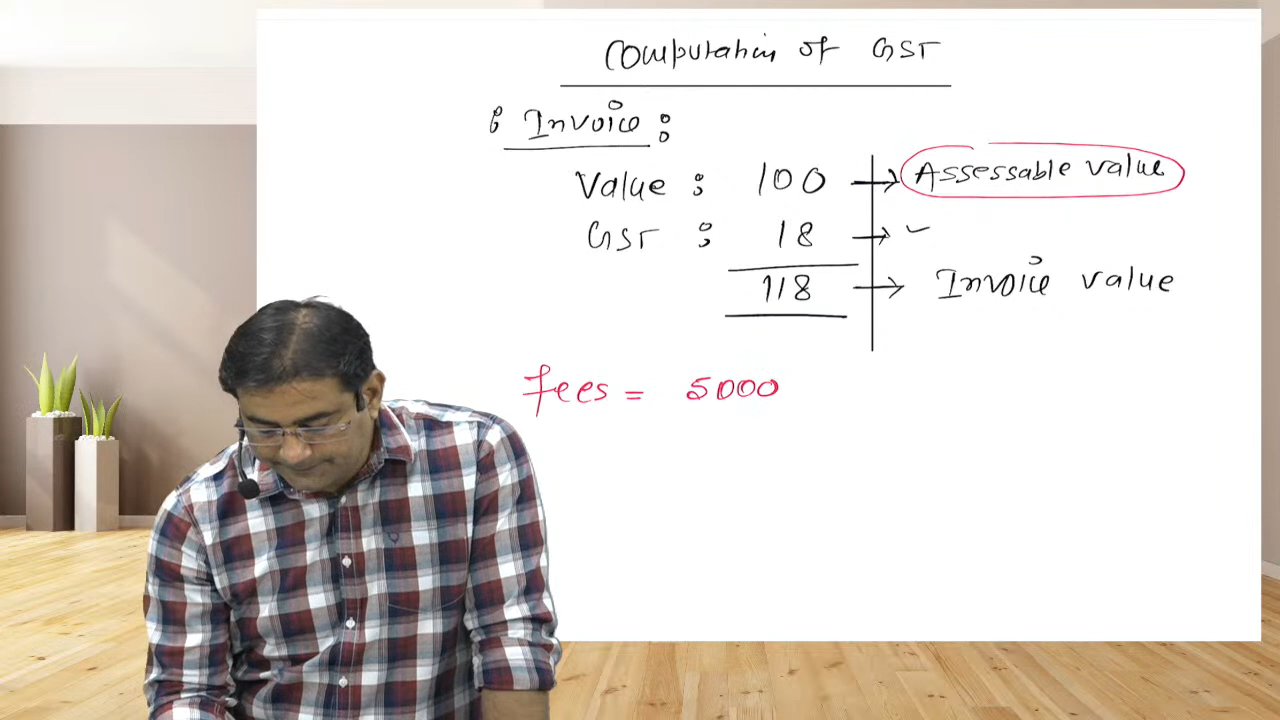 Computation of GST
: Invoice :
Value : 100 → Assessable value
GST : 18 →
118 → Invoice value
Fees = 5000